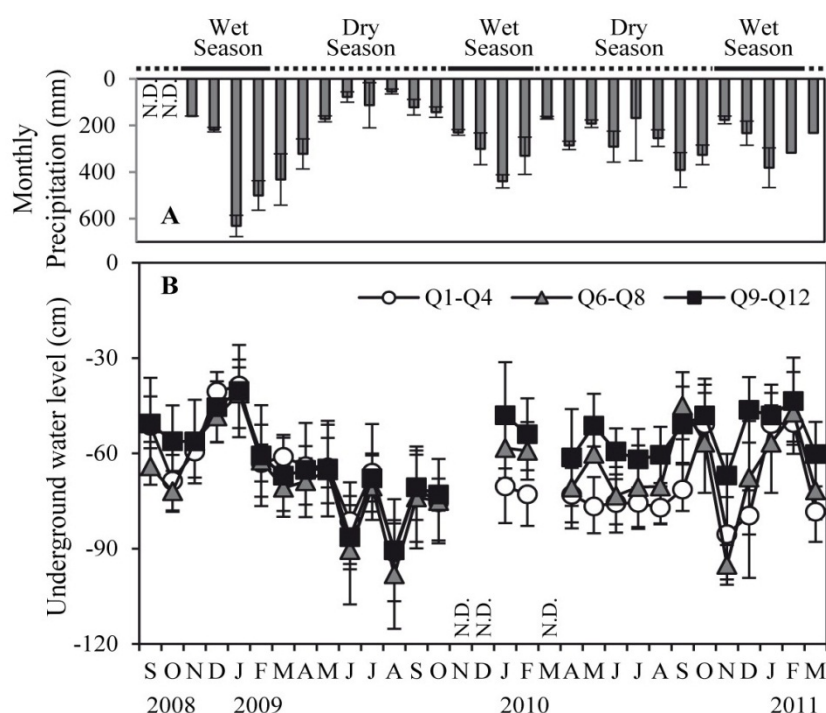 Wet Season
Dry Season
Wet Season
Dry Season
Wet Season
Monthly Precipitation (mm)
0
200
400
600
N.D.
N.D.
A
Underground water level (cm)
0
-30
-60
-90
-120
B
Q1-Q4
Q6-Q8
Q9-Q12
N.D.
N.D.
N.D.
S O N D J F M A M J J A S O N D J F M A M J J A S O N D J F M
2008 2009 2010 2011